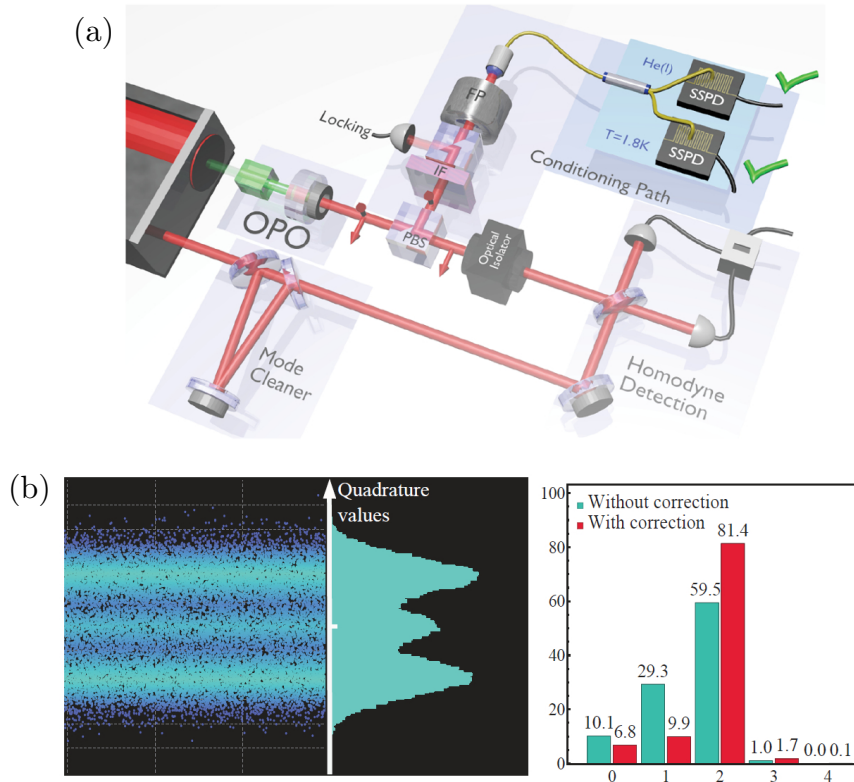 (a)
He(l)
SSPD
FP
Locking
T=1.8K
SSPD
IF
Conditioning Path
OPO
PBS
Optical
Isolator
Mode
Cleaner
Homodyne
Detection
(b)
Quadrature
values
100
80
60
40
20
0
Without correction
With correction
10.1
6.8
29.3
9.9
59.5
81.4
1.0
1.7
0.0
0.1
0
1
2
3
4